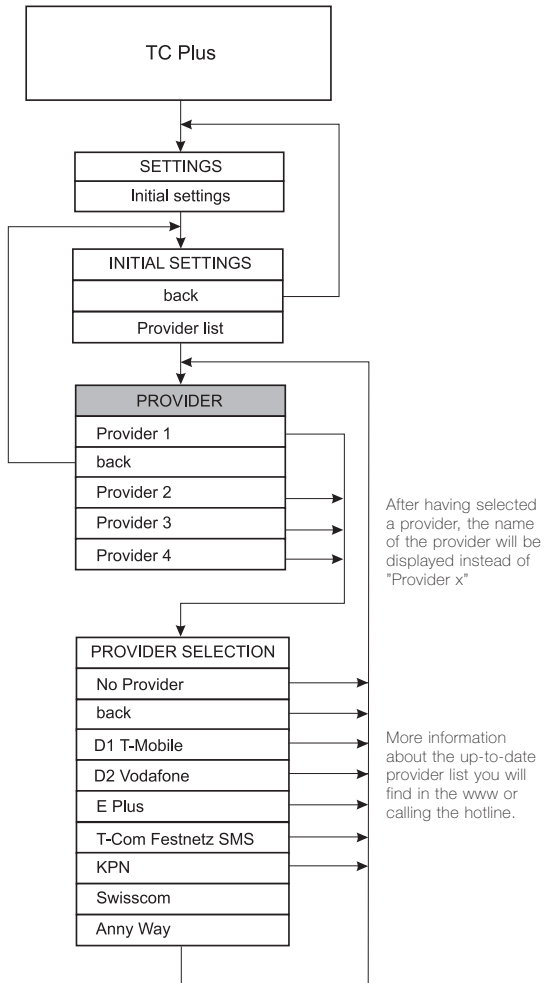 TC Plus
SETTINGS
Initial settings
INITIAL SETTINGS
back
Provider list
PROVIDER
Provider 1
back
Provider 2
Provider 3
Provider 4
After having selected
a provider, the name
of the provider will be
displayed instead of
"Provider x"
PROVIDER SELECTION
No Provider
back
D1 T-Mobile
D2 Vodafone
E Plus
T-Com Festnetz SMS
KPN
Swisscom
Anny Way
More information
about the up-to-date
provider list you will
find in the www or
calling the hotline.